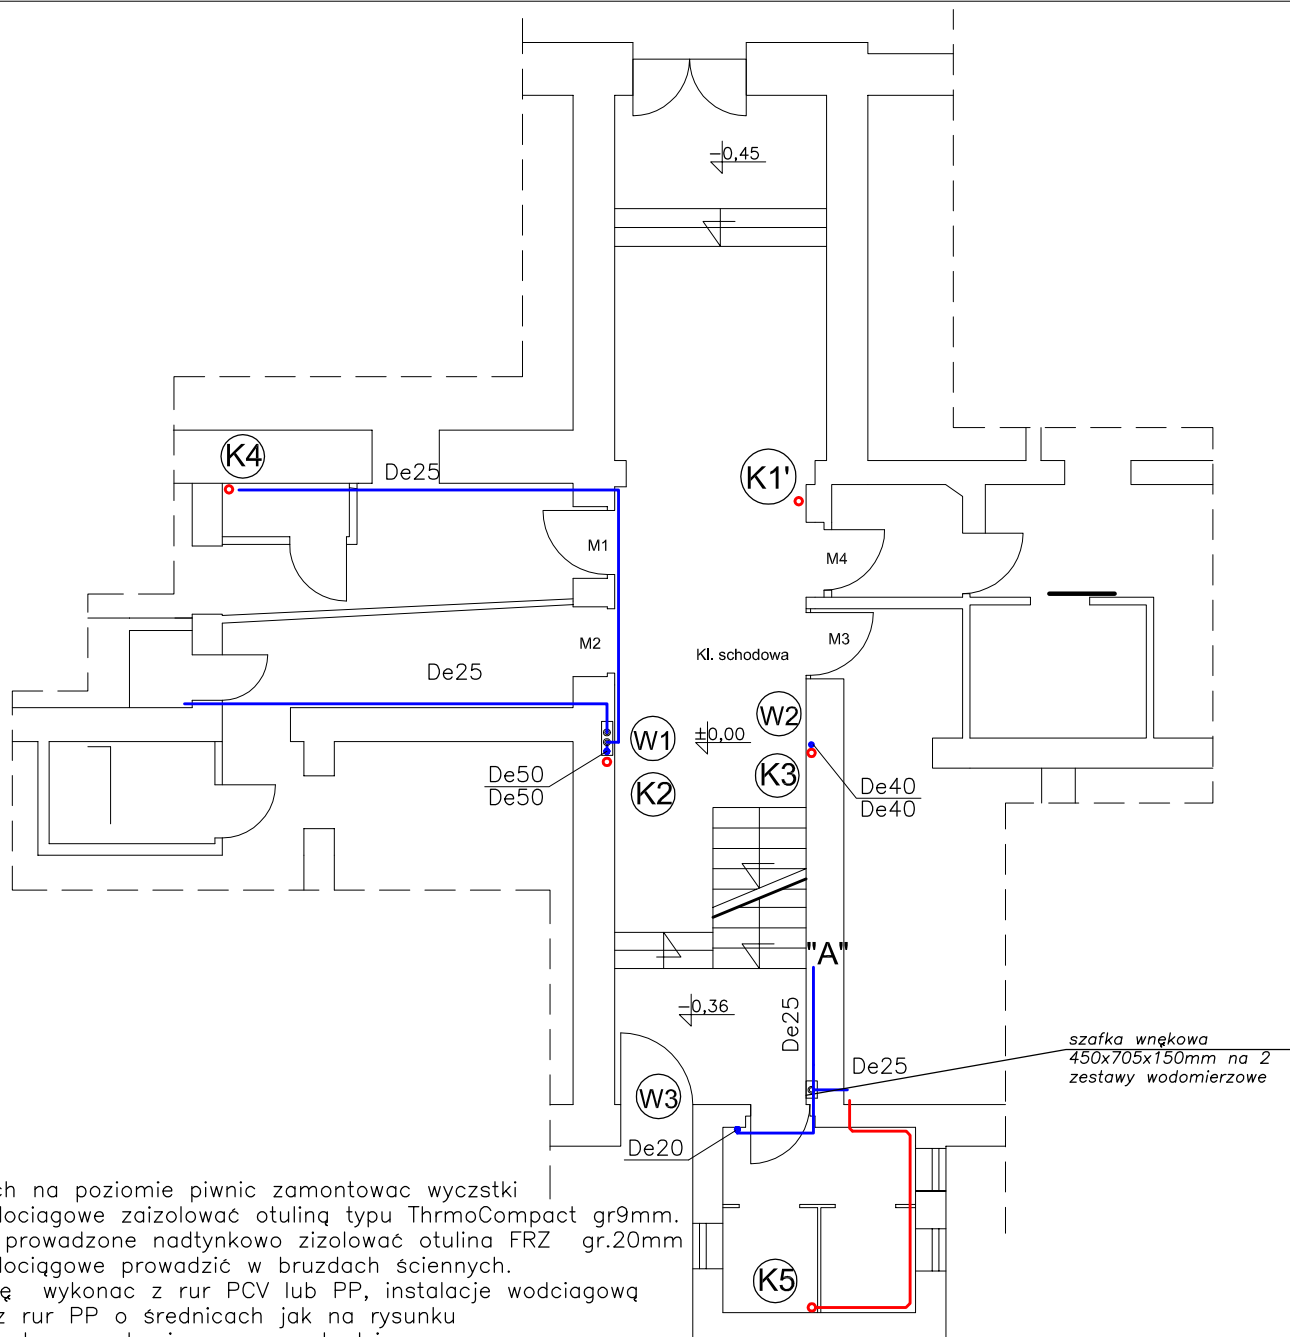 -0,45
K4
De25
K1'
M1
M4
M2
M3
Kl. schodowa
De25
W1
W2
±0,00
K2
K3
De50
De50
De40
De40
"A"
-0,36
De25
szafka wnękowa
450x705x150mm na 2
zestawy wodomierzowe
De25
W3
De20
ch na poziomie piwnic zamontowac wyczstki
dociagowe zaizolować otuliną typu ThrmoCompact gr9mm.
prowadzone nadtynkowo zizolować otulina FRZ gr.20mm
dociągowe prowadzić w bruzdach ściennych.
ę wykonac z rur PCV lub PP, instalacje wodciagową
z rur PP o średnicach jak na rysunku
K5